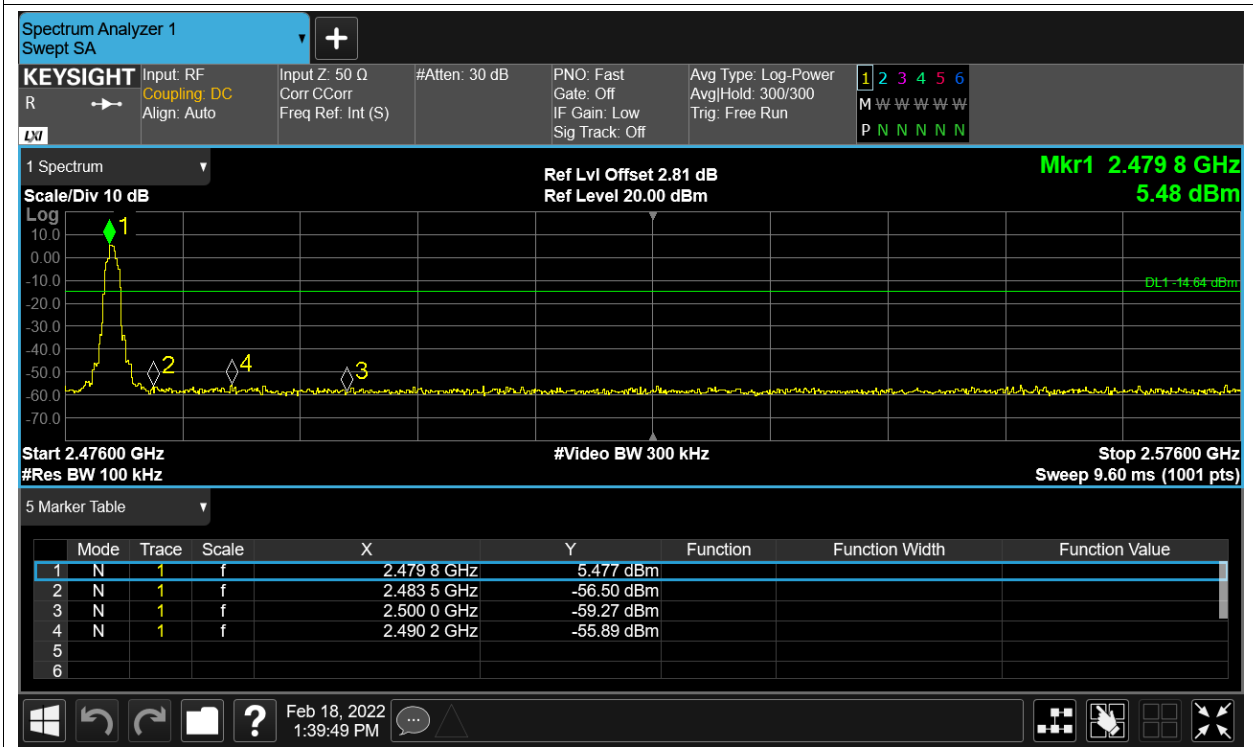 Spectrum Analyzer 1
Swept SA
KEYSIGHT Input: RF Input Z: 50 Ω #Atten: 30 dB PNO: Fast Avg Type: Log-Power 1 2 3 4 5 6
R Coupling: DC Corr CCorr Gate: Off Avg|Hold: 300/300 M W W W W W
Align: Auto Freq Ref: Int (S) IF Gain: Low Trig: Free Run
LXI Sig Track: Off P N N N N N
1 Spectrum Ref Lvl Offset 2.81 dB Mkr1 2.479 8 GHz
Scale/Div 10 dB Ref Level 20.00 dBm 5.48 dBm
Log
1
10.0
0.00
-10.0
DL1 -14.64 dBm
-20.0
-30.0
-40.0
2 4 3
-50.0
-60.0
-70.0
Start 2.47600 GHz #Video BW 300 kHz Stop 2.57600 GHz
#Res BW 100 kHz Sweep 9.60 ms (1001 pts)
5 Marker Table
Mode Trace Scale X Y Function Function Width Function Value
1 N 1 f 2.479 8 GHz 5.477 dBm
2 N 1 f 2.483 5 GHz -56.50 dBm
3 N 1 f 2.500 0 GHz -59.27 dBm
4 N 1 f 2.490 2 GHz -55.89 dBm
5
6
? Feb 18, 2022
1:39:49 PM